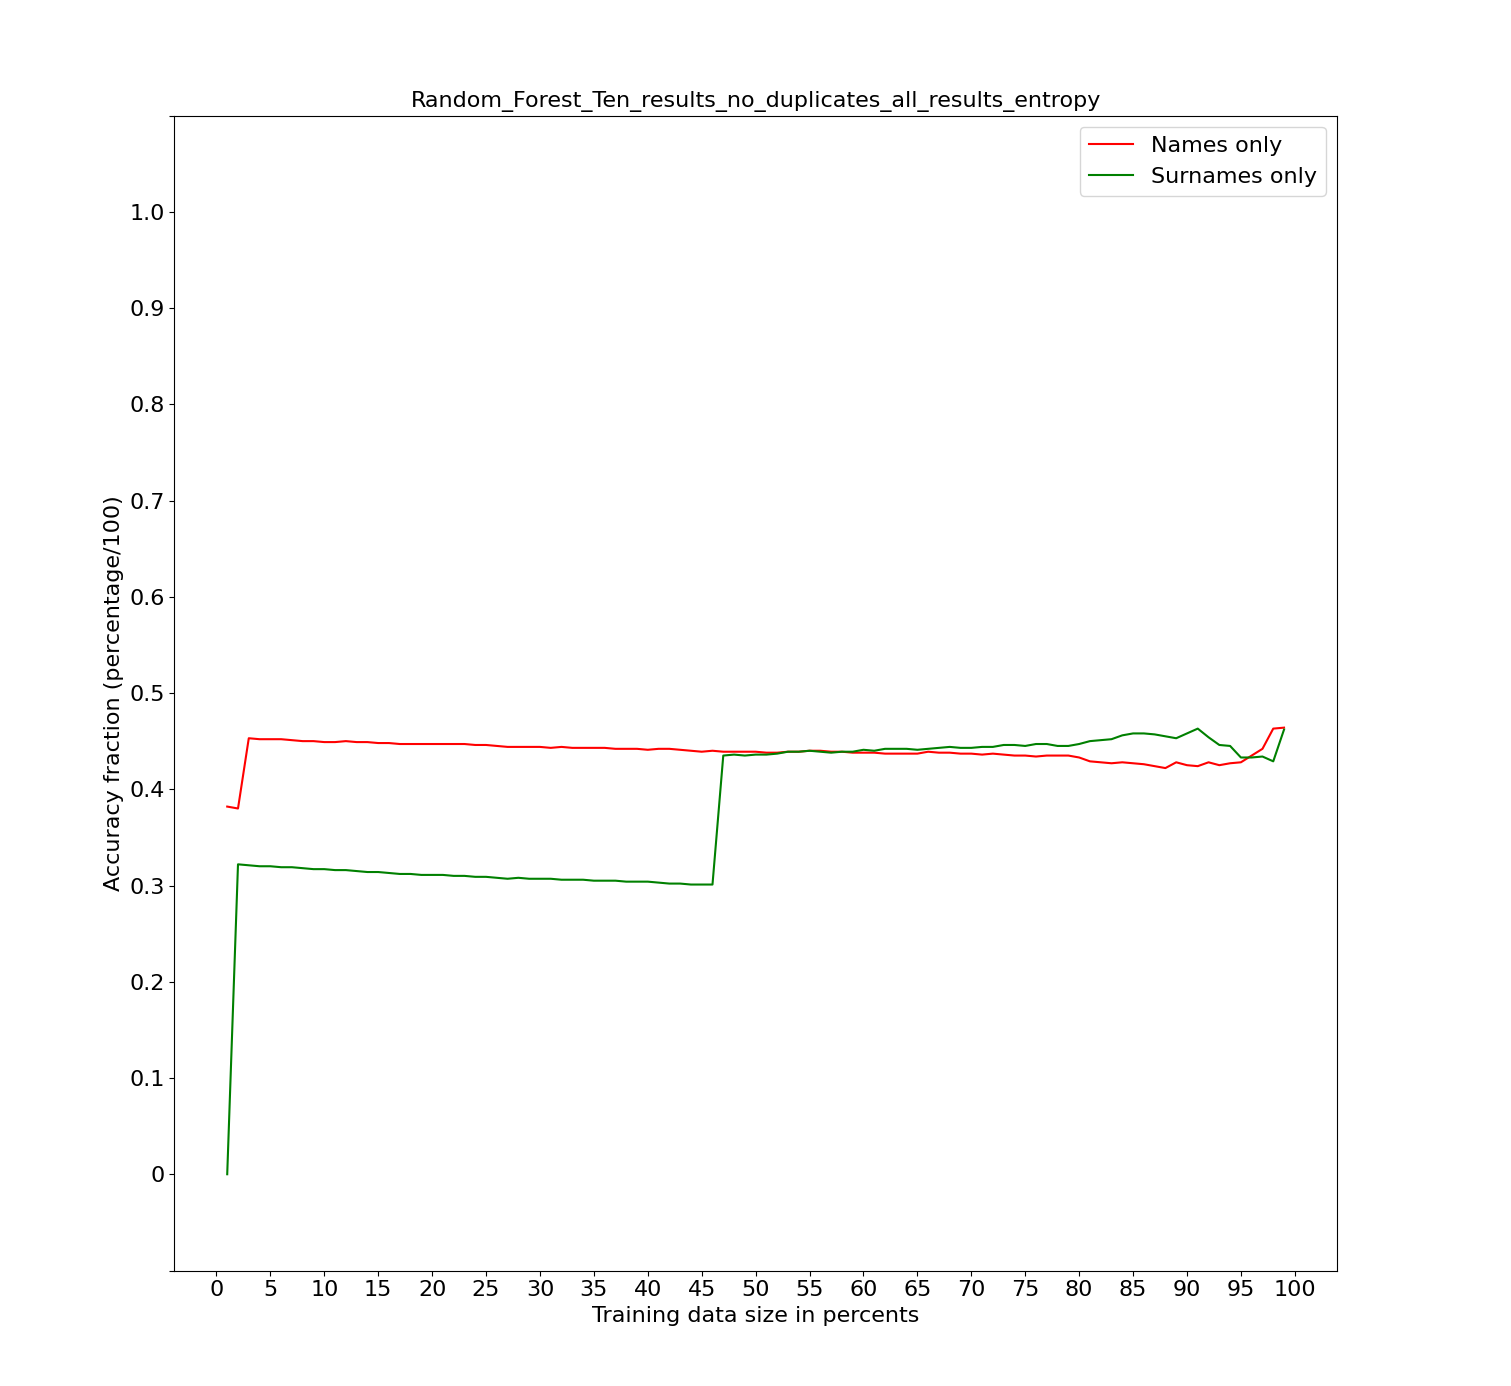 Random_Forest_Ten_results_no_duplicates_all_results_entropy
Names only
Surnames only
Accuracy fraction (percentage/100)
1.0
0.9
0.8
0.7
0.6
0.5
0.4
0.3
0.2
0.1
0
0 5 10 15 20 25 30 35 40 45 50 55 60 65 70 75 80 85 90 95 100
Training data size in percents